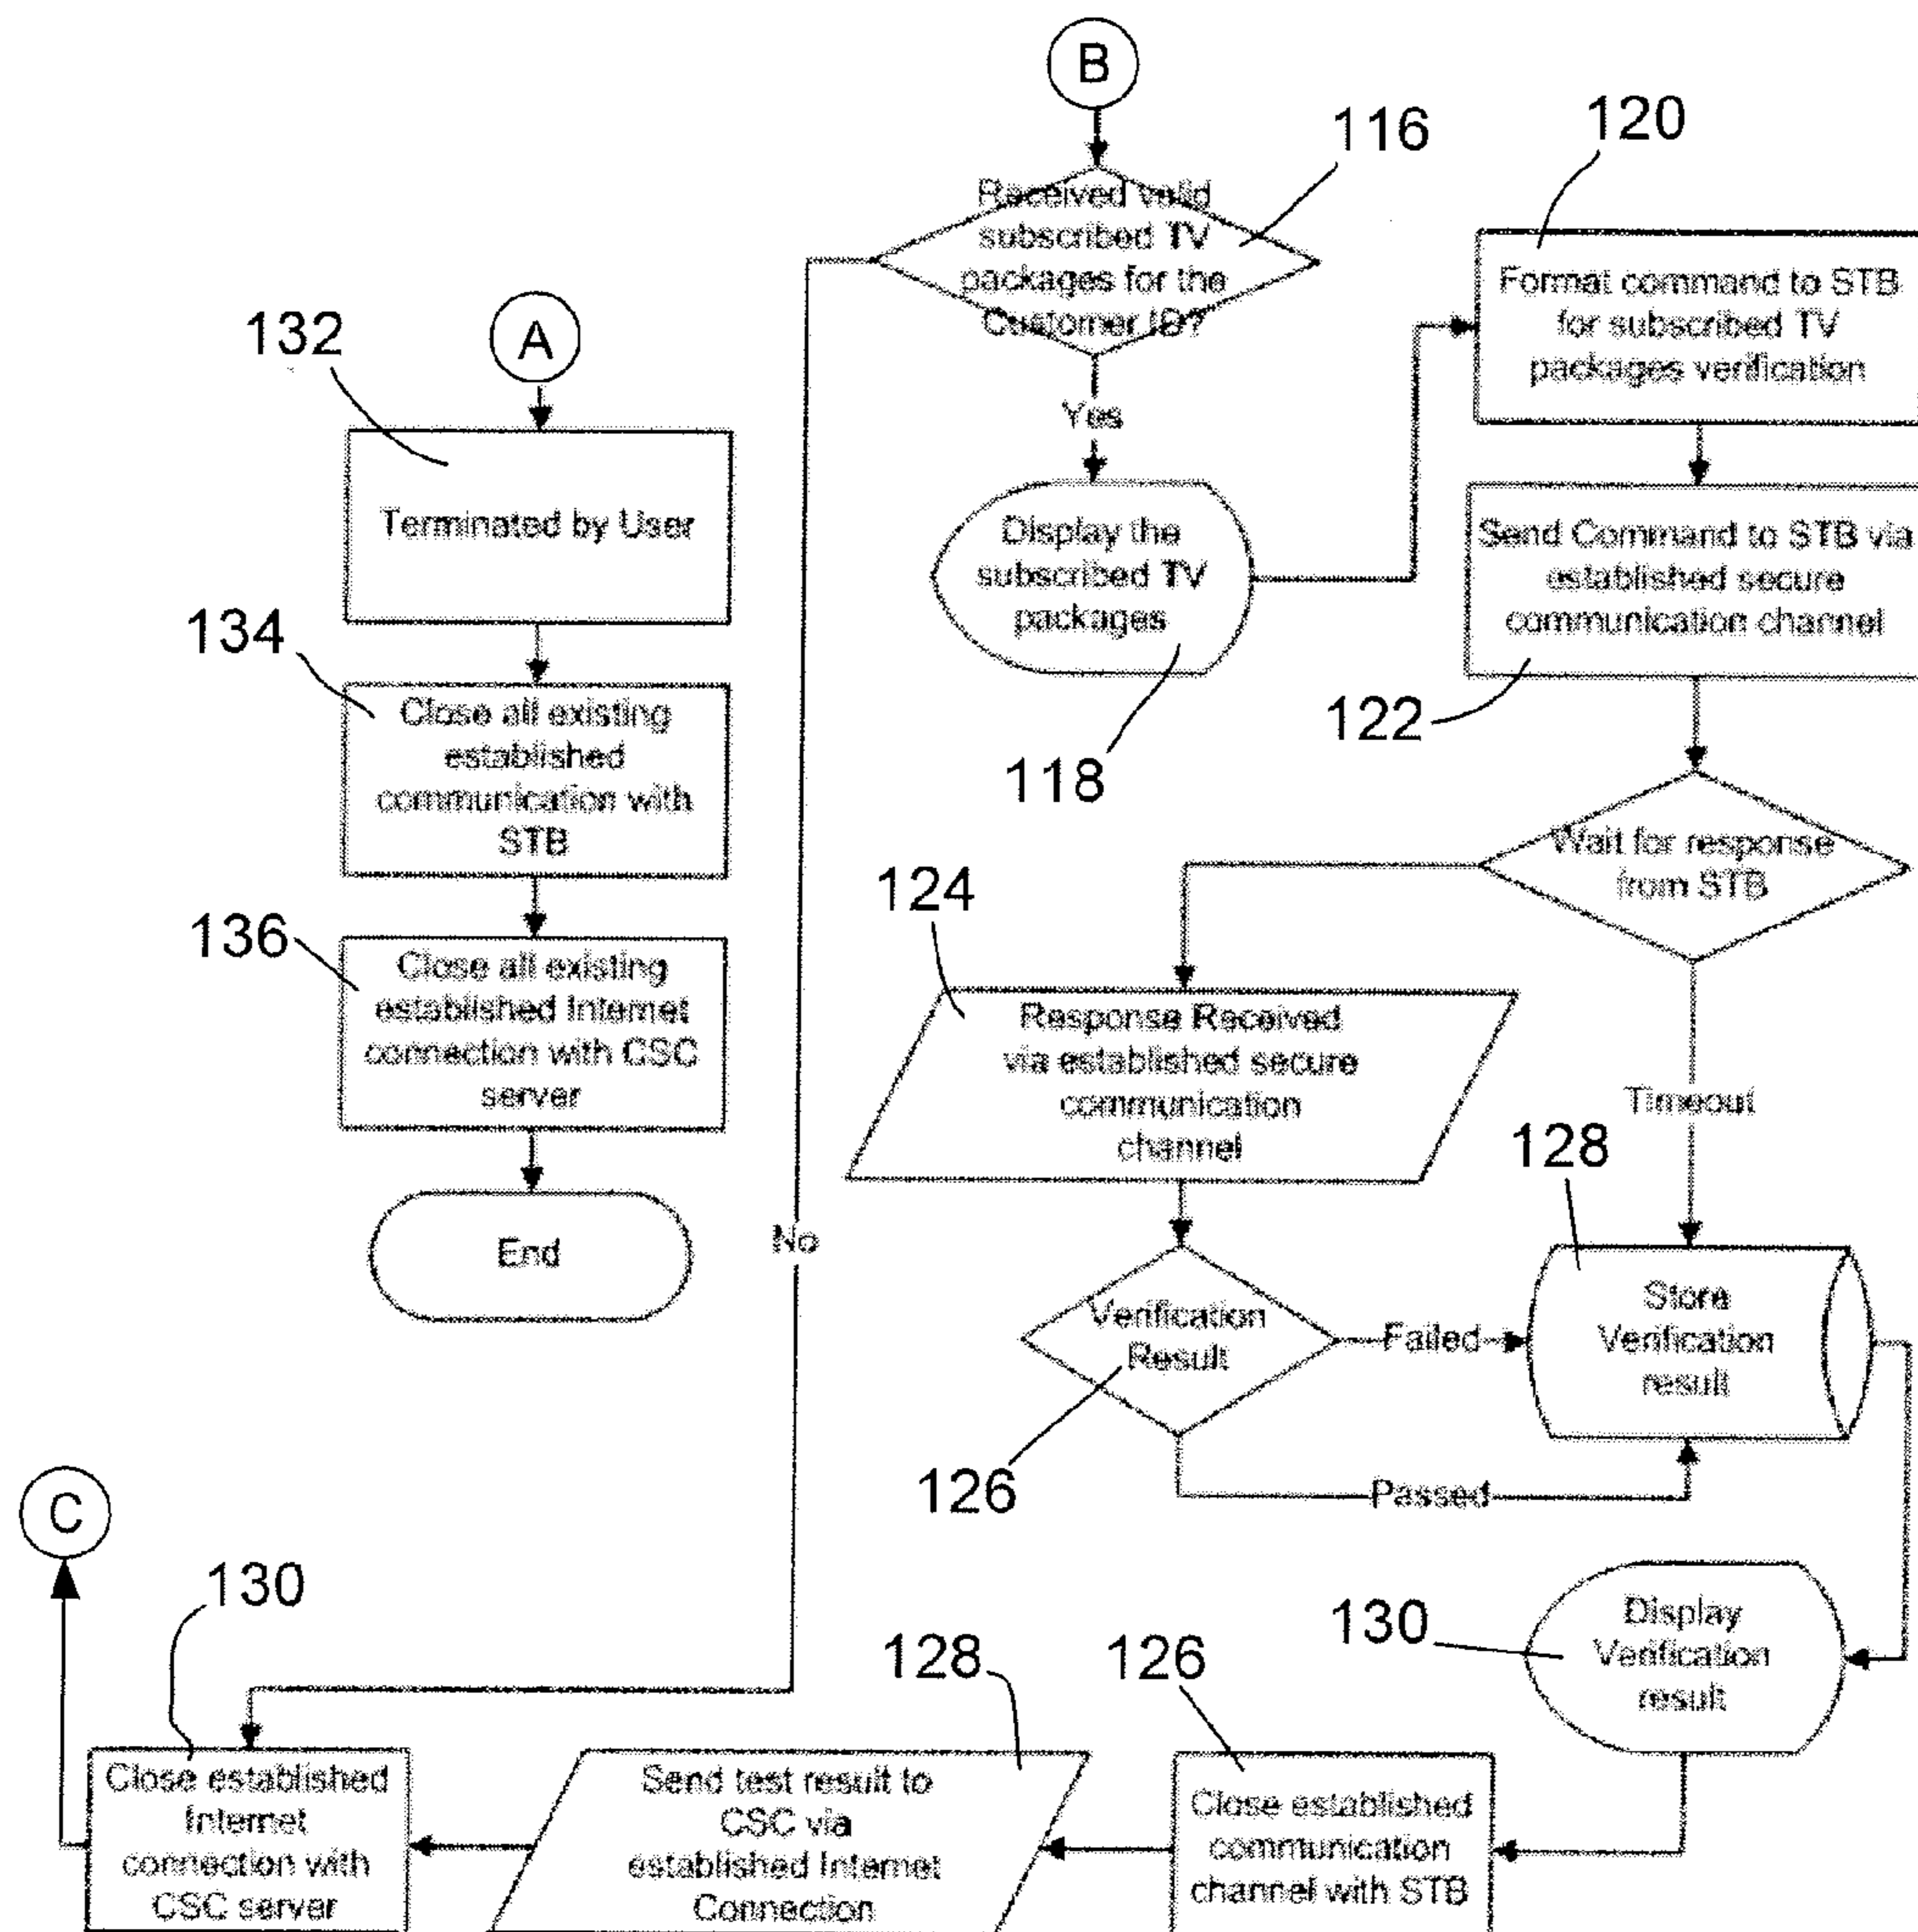 B
116
Received valid
subscribed TV
packages for the
Customer ID?
120
Format command to STB
for subscribed TV
packages verification
132
A
Yes
Terminated by User
Display the
subscribed TV
packages
118
Send Command to STB via
established secure
communication channel
122
134
Close all existing
established
communication with
STB
Wait for response
from STB
124
136
Close all existing
established Internet
connection with CSC
server
Response Received
via established secure
communication
channel
Timeout
128
End
No
Verification
Result
126
Failed
Store
Verification
result
Passed
C
130
Display
Verification
result
130
126
128
Close established
Internet
connection with
CSC server
Send test result to
CSC via
established Internet
Connection
Close established
communication
channel with STB